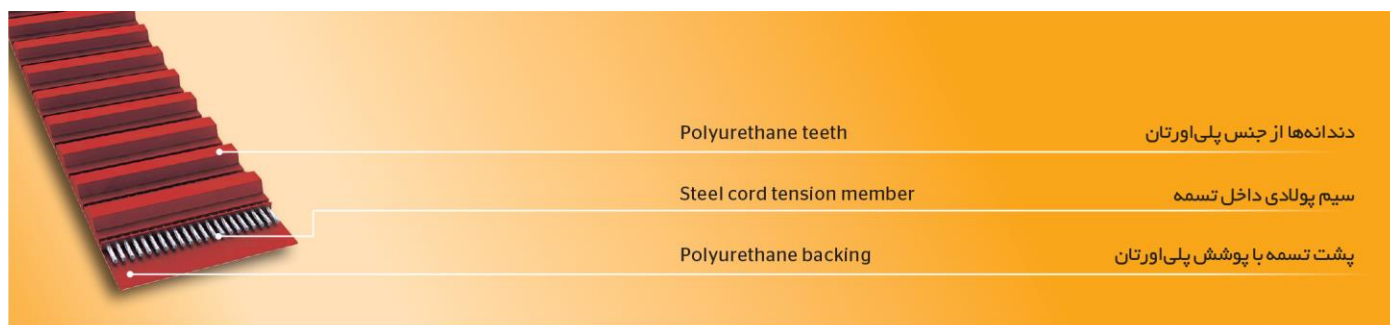 Polyurethane teeth
دندانه‌ها از جنس پلی‌اورتان
Steel cord tension member
سیم پولادی داخل تسمه
Polyurethane backing
پشت تسمه با پوشش پلی‌اورتان